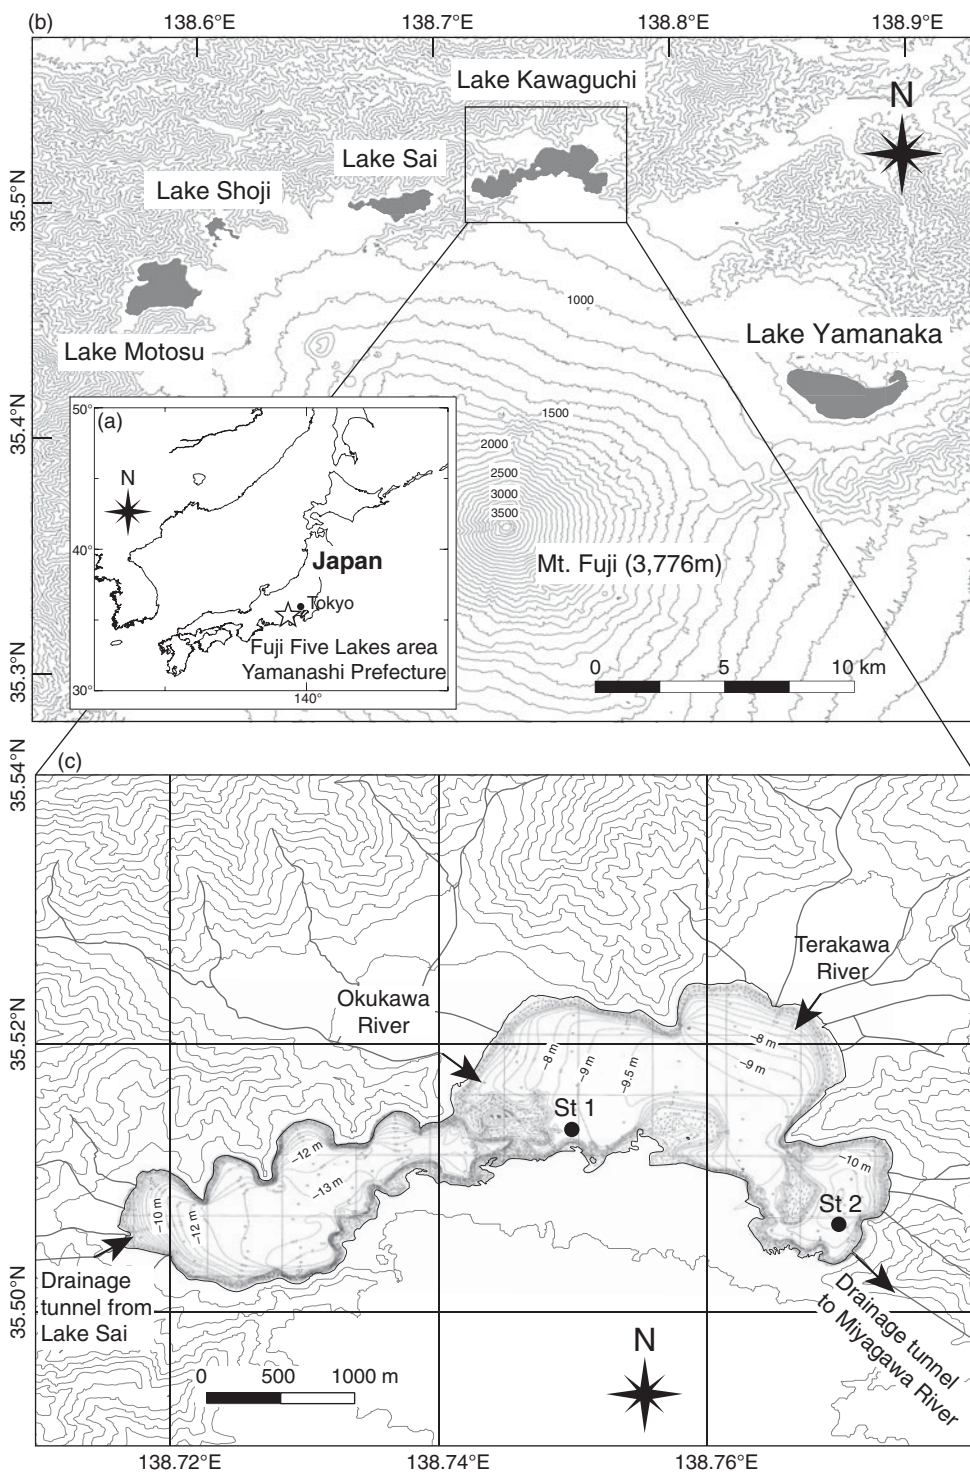 (b)
138.6°E
138.7°E
138.8°E
138.9°E
35.5°N
35.4°N
35.3°N
Lake Kawaguchi
N
Lake Sai
Lake Shoji
Lake Motosu
1000
Lake Yamanaka
1500
2000
2500
3000
3500
Mt. Fuji (3,776m)
0 5 10 km
(a)
50°
40°
30°
140°
N
Japan
Tokyo
Fuji Five Lakes area
Yamanashi Prefecture
(c)
35.54°N
35.52°N
35.50°N
Terakawa
River
Okukawa
River
−8 m
−9 m
−9.5 m
−8 m
−9 m
St 1
−12 m
−13 m
−10 m
−12 m
−10 m
St 2
Drainage
tunnel from
Lake Sai
Drainage tunnel
to Miyagawa River
N
0 500 1000 m
138.72°E
138.74°E
138.76°E